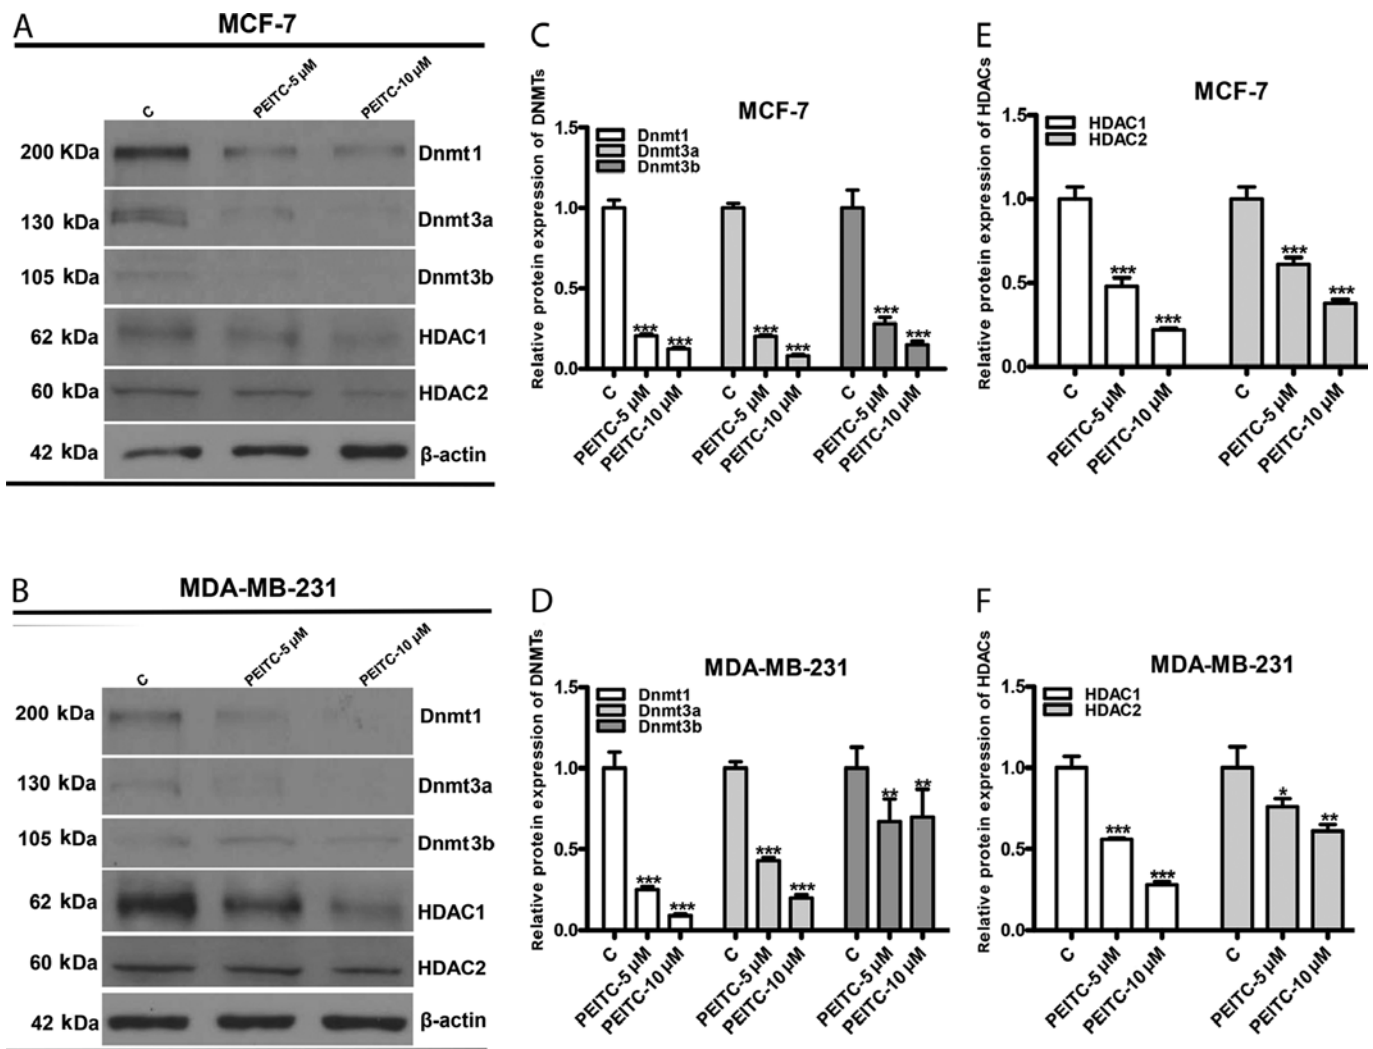 A
MCF-7
C
PEITC-5 µM
PEITC-10 µM
200 KDa
Dnmt1
130 kDa
Dnmt3a
105 kDa
Dnmt3b
62 kDa
HDAC1
60 kDa
HDAC2
42 kDa
β-actin
B
MDA-MB-231
C
PEITC-5 µM
PEITC-10 µM
200 kDa
Dnmt1
130 kDa
Dnmt3a
105 kDa
Dnmt3b
62 kDa
HDAC1
60 kDa
HDAC2
42 kDa
β-actin
C
MCF-7
Relative protein expression of DNMTs
1.5
1.0
0.5
0.0
Dnmt1
Dnmt3a
Dnmt3b
*** *** *** *** *** ***
C PEITC-5 µM PEITC-10 µM C PEITC-5 µM PEITC-10 µM C PEITC-5 µM PEITC-10 µM
D
MDA-MB-231
Relative protein expression of DNMTs
1.5
1.0
0.5
0.0
Dnmt1
Dnmt3a
Dnmt3b
*** *** *** *** ** **
C PEITC-5 µM PEITC-10 µM C PEITC-5 µM PEITC-10 µM C PEITC-5 µM PEITC-10 µM
E
MCF-7
Relative protein expression of HDACs
1.5
1.0
0.5
0.0
HDAC1
HDAC2
*** *** *** ***
C PEITC-5 µM PEITC-10 µM C PEITC-5 µM PEITC-10 µM
F
MDA-MB-231
Relative protein expression of HDACs
1.5
1.0
0.5
0.0
HDAC1
HDAC2
*** *** * **
C PEITC-5 µM PEITC-10 µM C PEITC-5 µM PEITC-10 µM